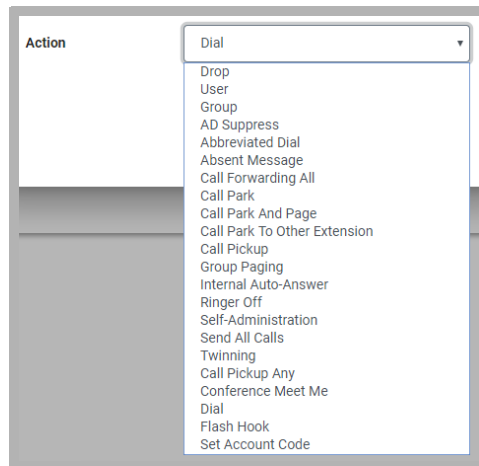 Action Dial
Drop
User
Group
AD Suppress
Abbreviated Dial
Absent Message
Call Forwarding All
Call Park
Call Park And Page
Call Park To Other Extension
Call Pickup
Group Paging
Internal Auto-Answer
Ringer Off
Self-Administration
Send All Calls
Twinning
Call Pickup Any
Conference Meet Me
Dial
Flash Hook
Set Account Code